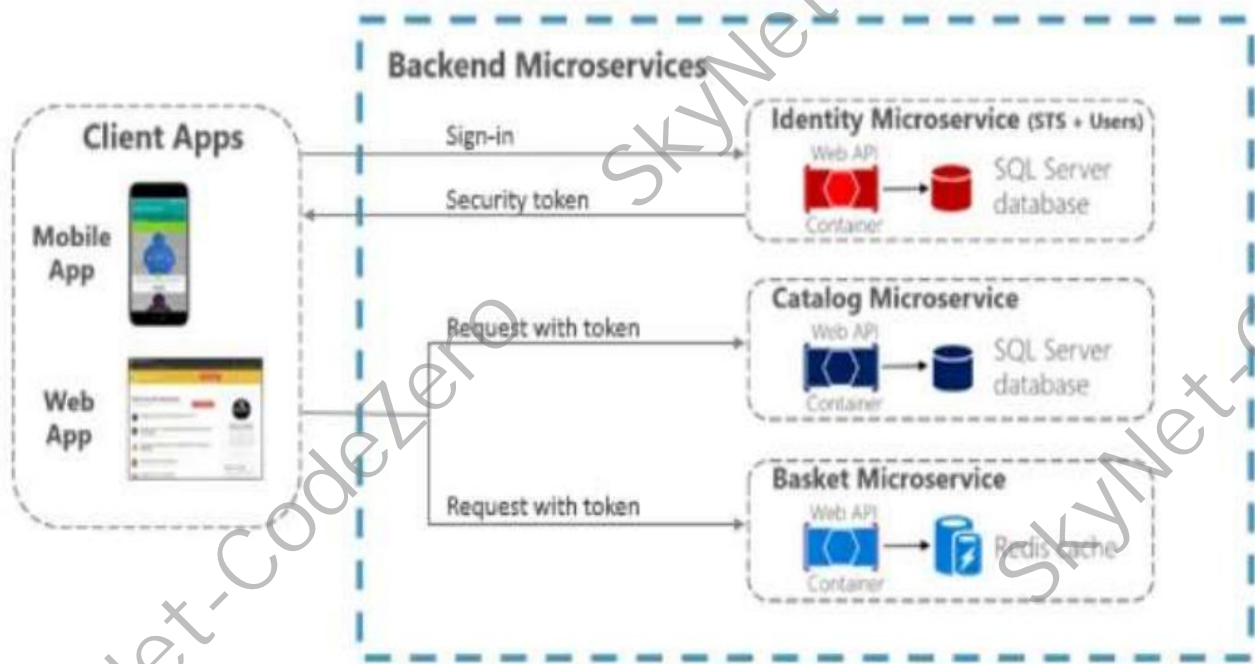 Backend Microservices
Client Apps
Mobile
App
Web
App
Sign-in
Security token
Request with token
Request with token
Identity Microservice (STS + Users)
Web API
Container
SQL Server
database
Catalog Microservice
Web API
Container
SQL Server
database
Basket Microservice
Web API
Container
Redis cache
SkyNet
SkyNet-C
et-CodeZero